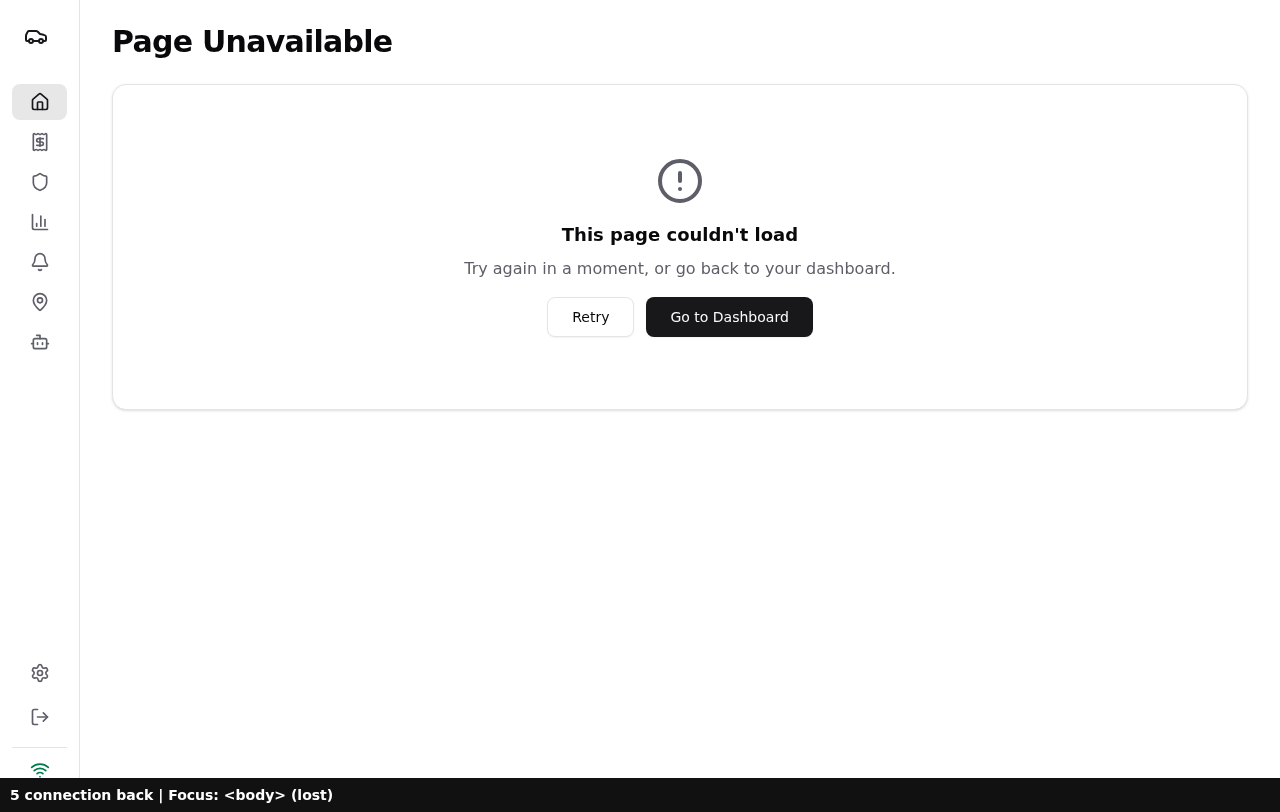 Page Unavailable
This page couldn't load
Try again in a moment, or go back to your dashboard.
Retry
Go to Dashboard
5 connection back | Focus: <body> (lost)